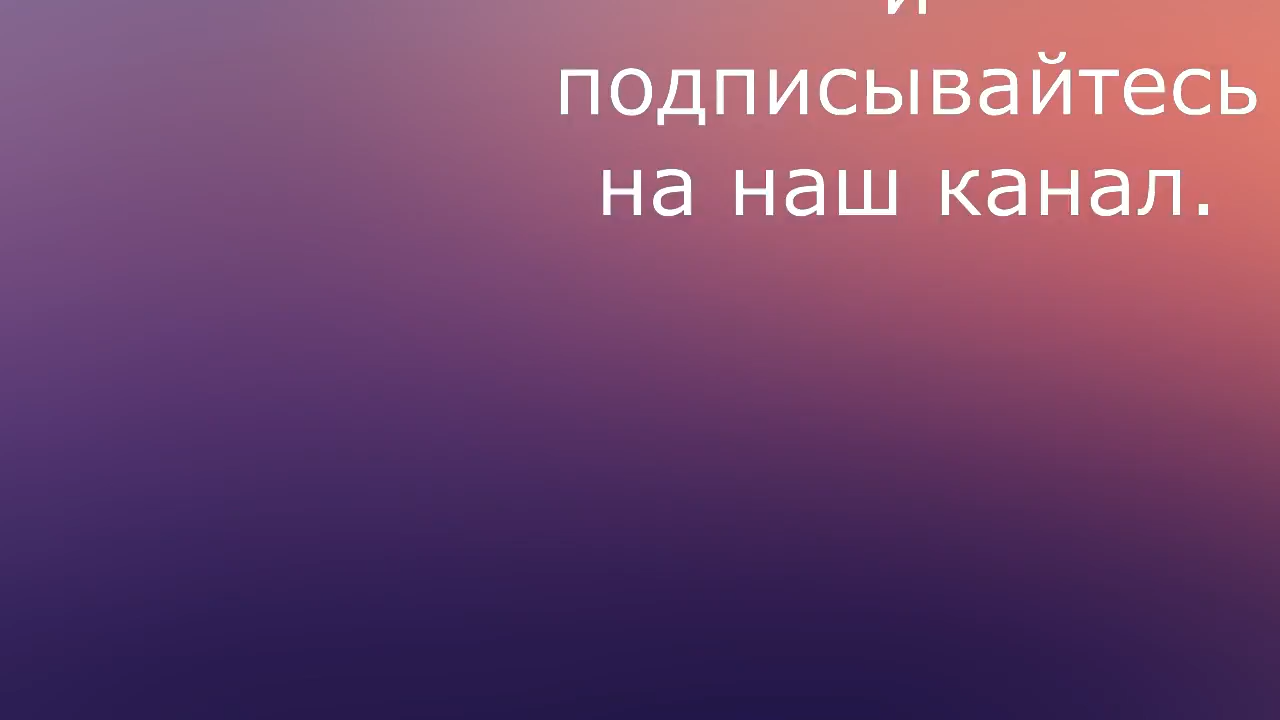 и
подписывайтесь
на наш канал.